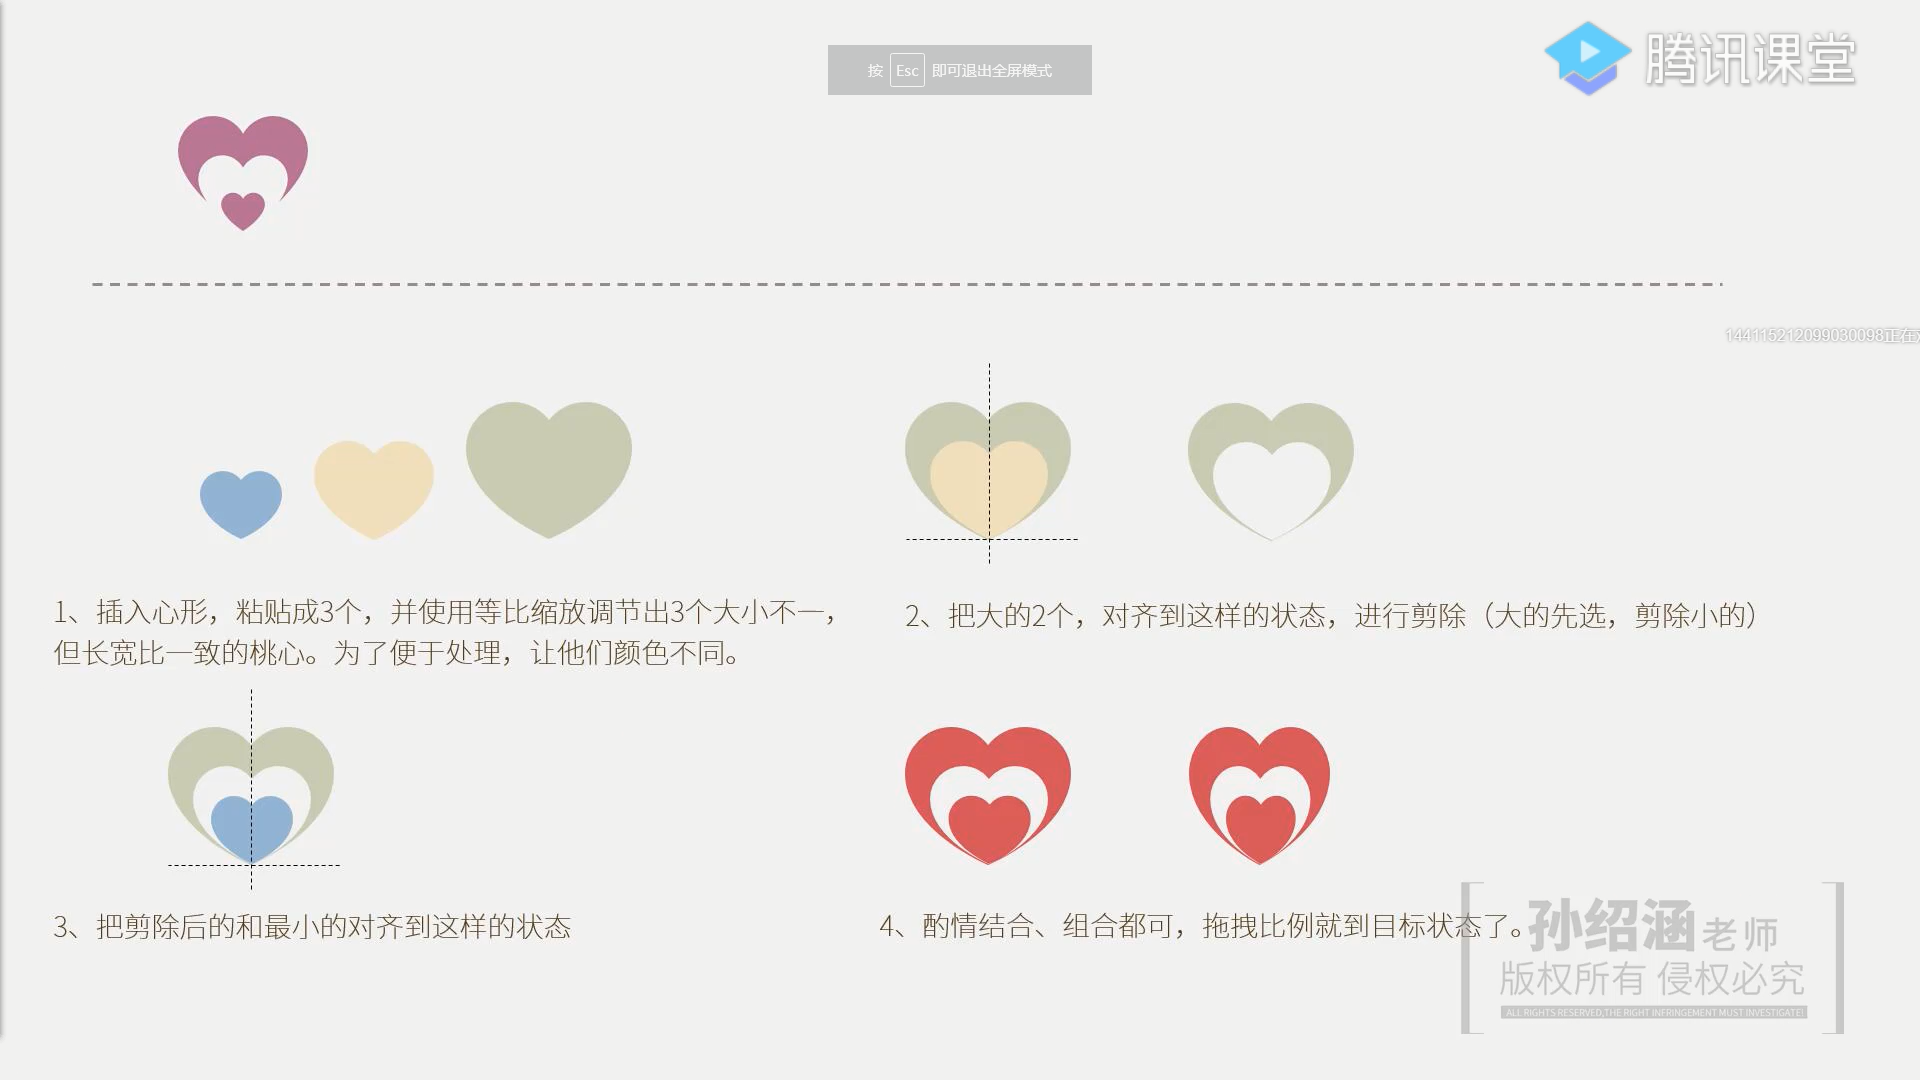 按 Esc 即可退出全屏模式
腾讯课堂
144115212099030098正在
1、插入心形，粘贴成3个，并使用等比缩放调节出3个大小不一，
但长宽比一致的桃心。为了便于处理，让他们颜色不同。
2、把大的2个，对齐到这样的状态，进行剪除（大的先选，剪除小的）
3、把剪除后的和最小的对齐到这样的状态
4、酌情结合、组合都可，拖拽比例就到目标状态了。
孙绍涵老师
版权所有 侵权必究
ALL RIGHTS RESERVED,THE RIGHT INFRINGEMENT MUST INVESTIGATE!